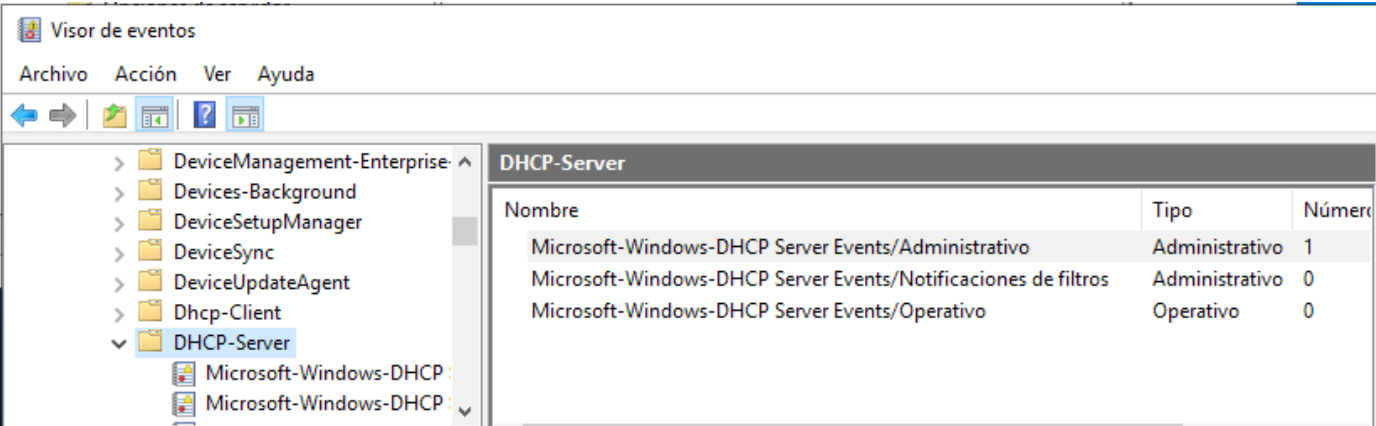 Visor de eventos
Archivo Acción Ver Ayuda
DeviceManagement-Enterprise-
Devices-Background
DeviceSetupManager
DeviceSync
DeviceUpdateAgent
Dhcp-Client
DHCP-Server
Microsoft-Windows-DHCP
Microsoft-Windows-DHCP
DHCP-Server
Nombre Tipo Número
Microsoft-Windows-DHCP Server Events/Administrativo Administrativo 1
Microsoft-Windows-DHCP Server Events/Notificaciones de filtros Administrativo 0
Microsoft-Windows-DHCP Server Events/Operativo Operativo 0